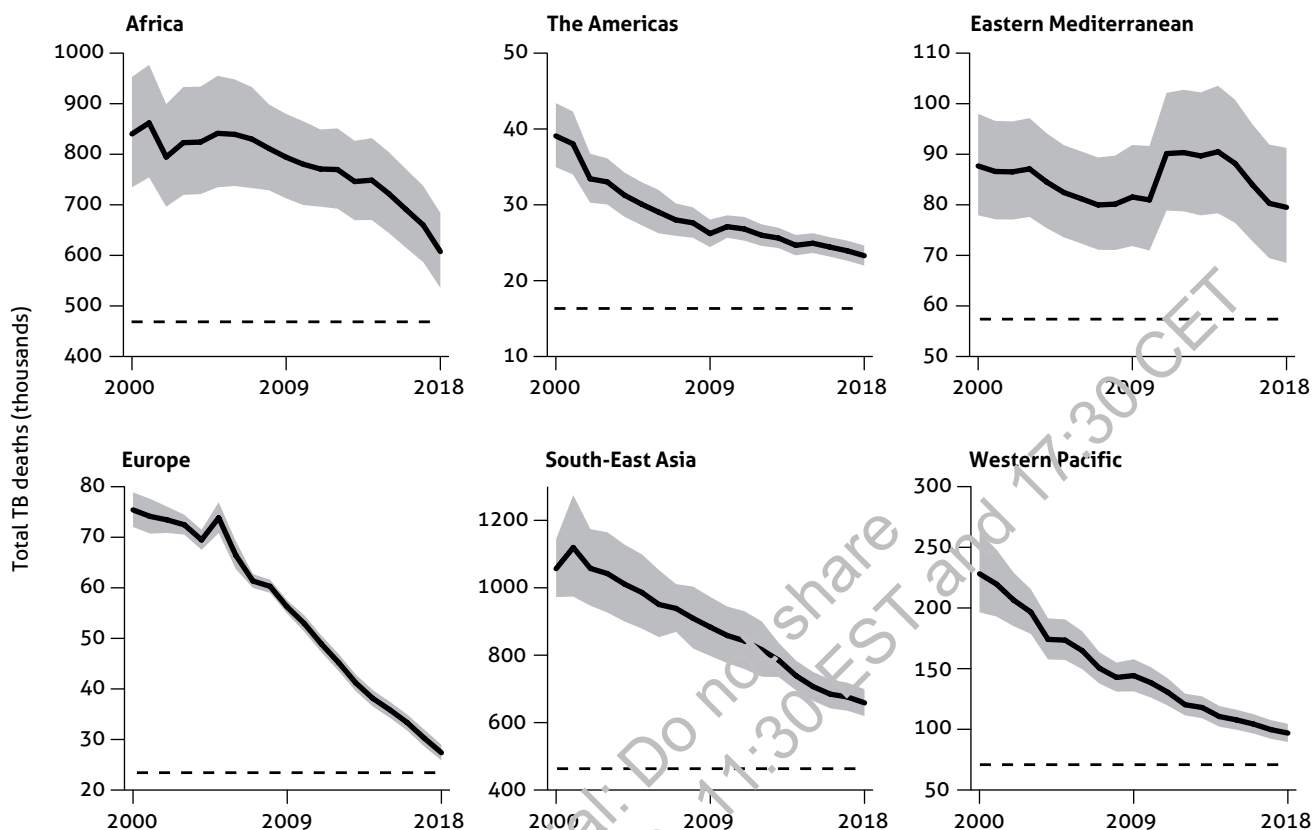 Africa
1000
900
800
700
600
500
400
2000 2009 2018
The Americas
50
40
30
20
10
2000 2009 2018
Eastern Mediterranean
110
100
90
80
70
60
50
2000 2009 2018
Total TB deaths (thousands)
Europe
80
70
60
50
40
30
20
2000 2009 2018
South-East Asia
1200
1000
800
600
400
2000 2009 2018
Western Pacific
300
250
200
150
100
50
2000 2009 2018
Do not share
11:30 EST and 17:30 CET